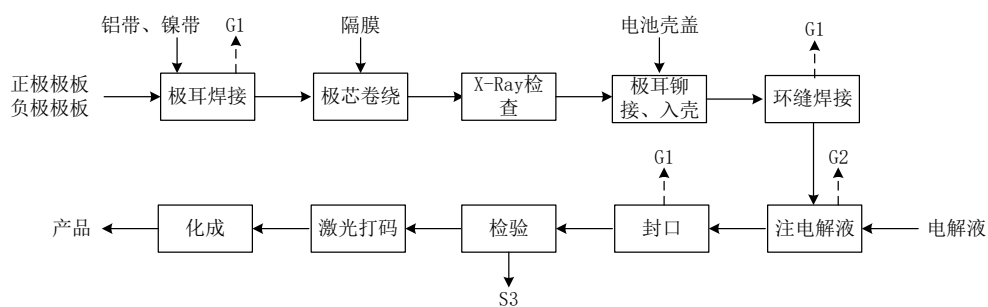 铝带、镍带
G1
隔膜
电池壳盖
G1
正极极板
负极极板
极耳焊接
极芯卷绕
X-Ray检
查
极耳铆
接、入壳
环缝焊接
G1
G2
产品
化成
激光打码
检验
封口
注电解液
电解液
S3